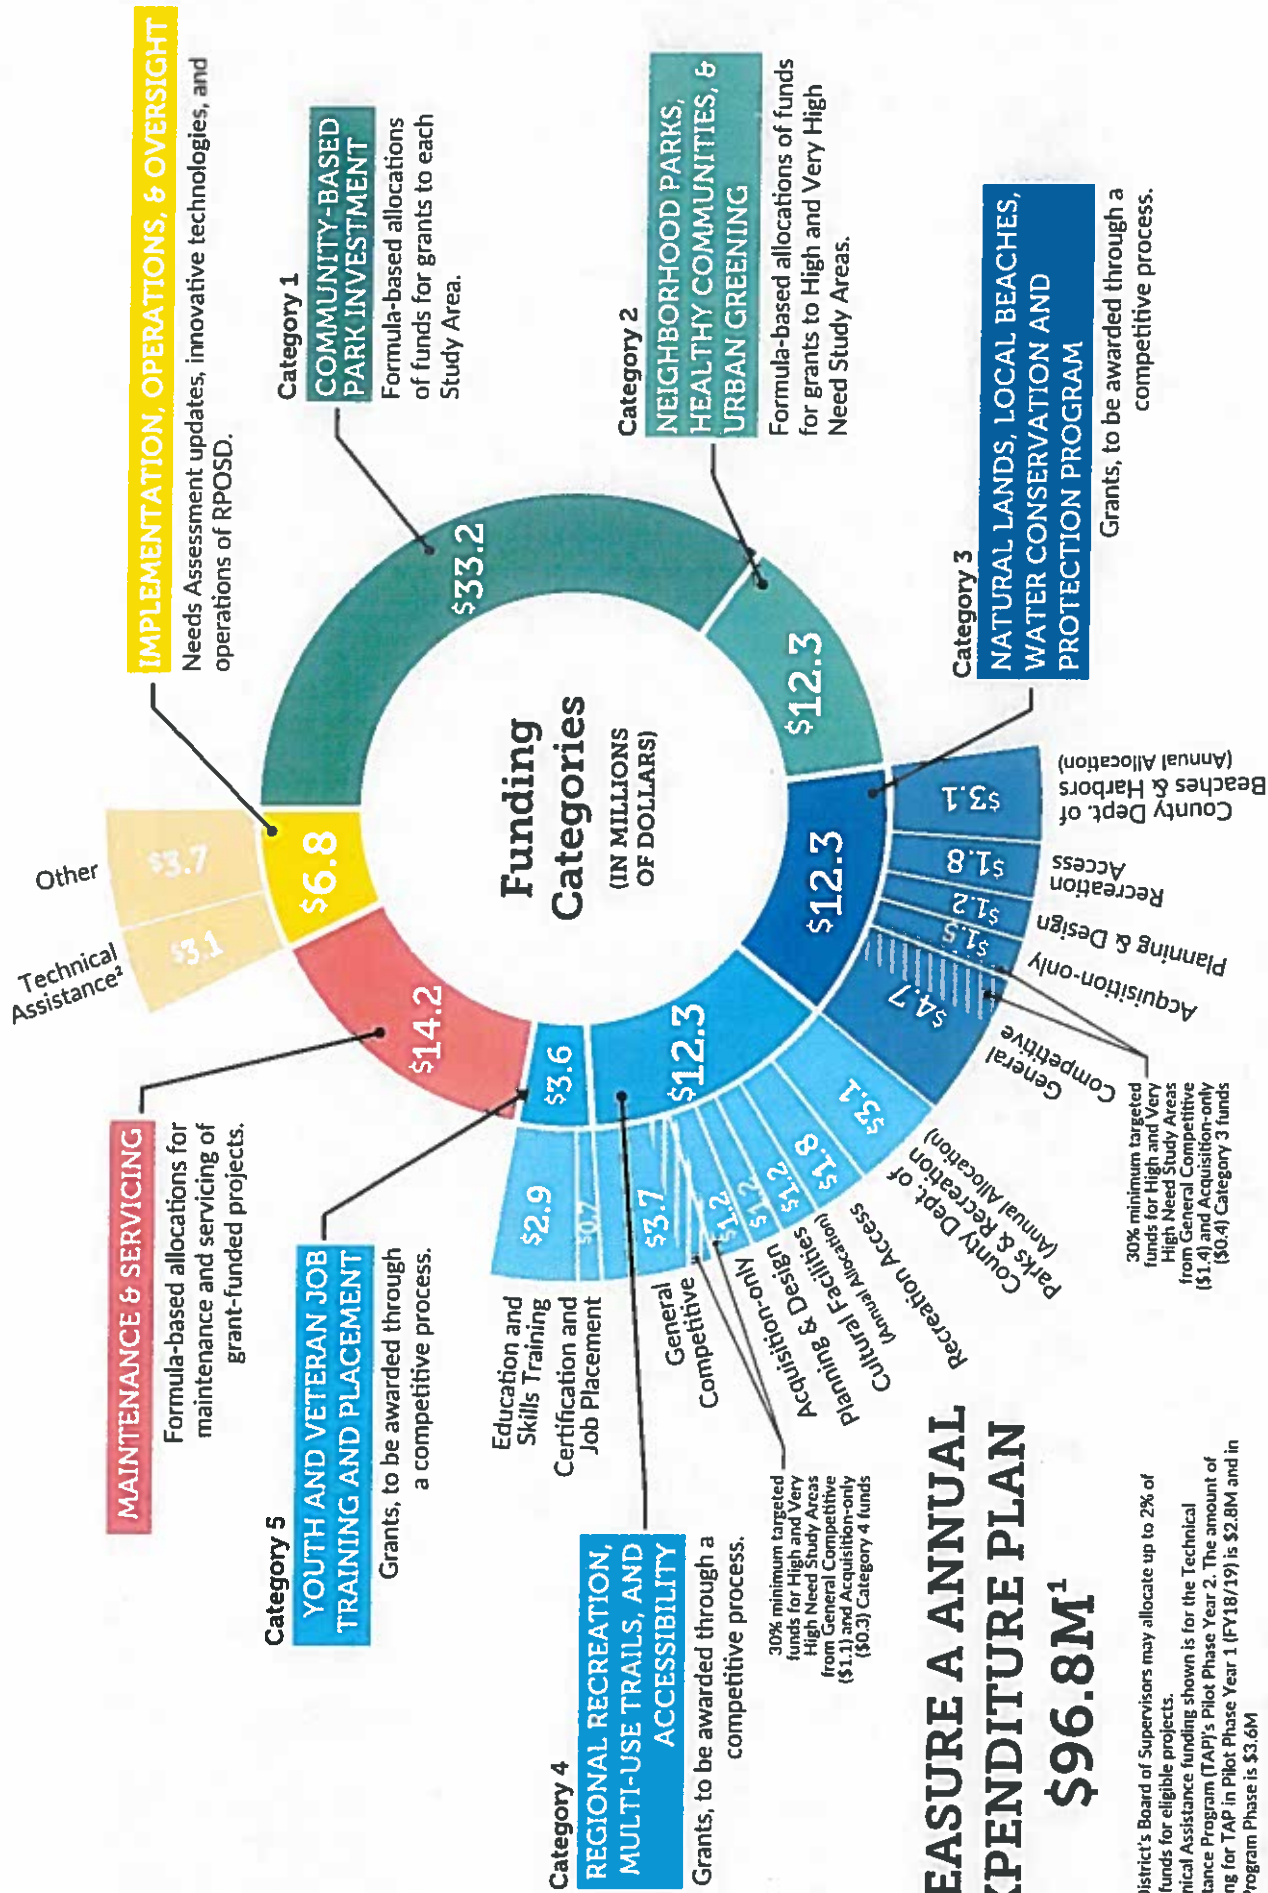 IMPLEMENTATION, OPERATIONS, & OVERSIGHT
Needs Assessment updates, innovative technologies, and
operations of RPOSD.
Category 1
COMMUNITY-BASED
PARK INVESTMENT
Formula-based allocations
of funds for grants to each
Study Area.
Category 2
NEIGHBORHOOD PARKS,
HEALTHY COMMUNITIES, &
URBAN GREENING
Formula-based allocations of funds
for grants to High and Very High
Need Study Areas.
Category 3
NATURAL LANDS, LOCAL BEACHES,
WATER CONSERVATION AND
PROTECTION PROGRAM
Grants, to be awarded through a
competitive process.
Other
Technical
Assistance²
$3.7
$3.1
$6.8
$33.2
$12.3
$12.3
$12.3
$3.6
$14.2
Funding
Categories
(IN MILLIONS
OF DOLLARS)
$3.1
$1.8
$1.2
$1.5
$4.7
County Dept. of
Beaches & Harbors
(Annual Allocation)
Recreation
Access
Planning & Design
Acquisition-only
General
Competitive
30% minimum targeted
funds for High and Very
High Need Study Areas
from General Competitive
($1.4) and Acquisition-only
($0.4) Category 3 funds
MAINTENANCE & SERVICING
Formula-based allocations for
maintenance and servicing of
grant-funded projects.
Category 5
YOUTH AND VETERAN JOB
TRAINING AND PLACEMENT
Grants, to be awarded through
a competitive process.
$2.9
$0.7
Education and
Skills Training
Certification and
Job Placement
$3.7
$1.2
$1.2
$1.2
$1.8
$3.1
General
Competitive
Acquisition-only
Planning & Design
Cultural Facilities
(Annual Allocation)
Recreation Access
County Dept. of
Parks & Recreation
(Annual Allocation)
Category 4
REGIONAL RECREATION,
MULTI-USE TRAILS, AND
ACCESSIBILITY
Grants, to be awarded through a
competitive process.
30% minimum targeted
funds for High and Very
High Need Study Areas
from General Competitive
($1.1) and Acquisition-only
($0.3) Category 4 funds
EASURE A ANNUAL
XPENDITURE PLAN
$96.8M¹
District's Board of Supervisors may allocate up to 2% of
funds for eligible projects.
nical Assistance funding shown is for the Technical
tance Program (TAP)'s Pilot Phase Year 2. The amount of
ng for TAP in Pilot Phase Year 1 (FY18/19) is $2.8M and in
Program Phase is $3.6M